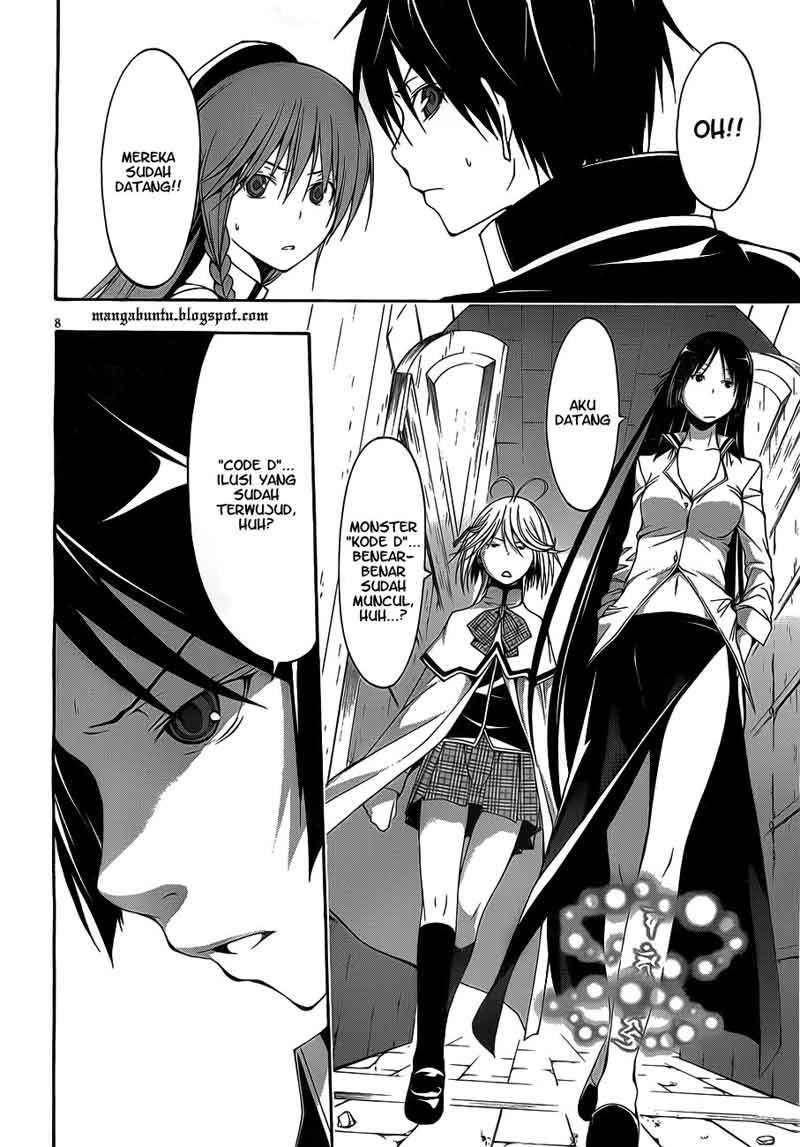 OH!!
MEREKA
SUDAH
DATANG!!
mangabuntu.blogspot.com
8
AKU
DATANG
MONSTER
"KODE D"...
BENEAR-
BENAR
SUDAH
MUNCUL,
HUH...?
"CODE D"...
ILUSI YANG
SUDAH
TERWUJUD,
HUH?